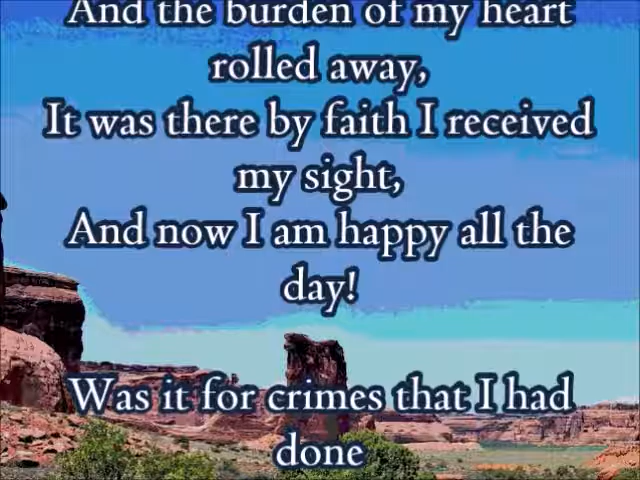 And the burden of my heart
rolled away,
It was there by faith I received
my sight,
And now I am happy all the
day!
Was it for crimes that I had
done